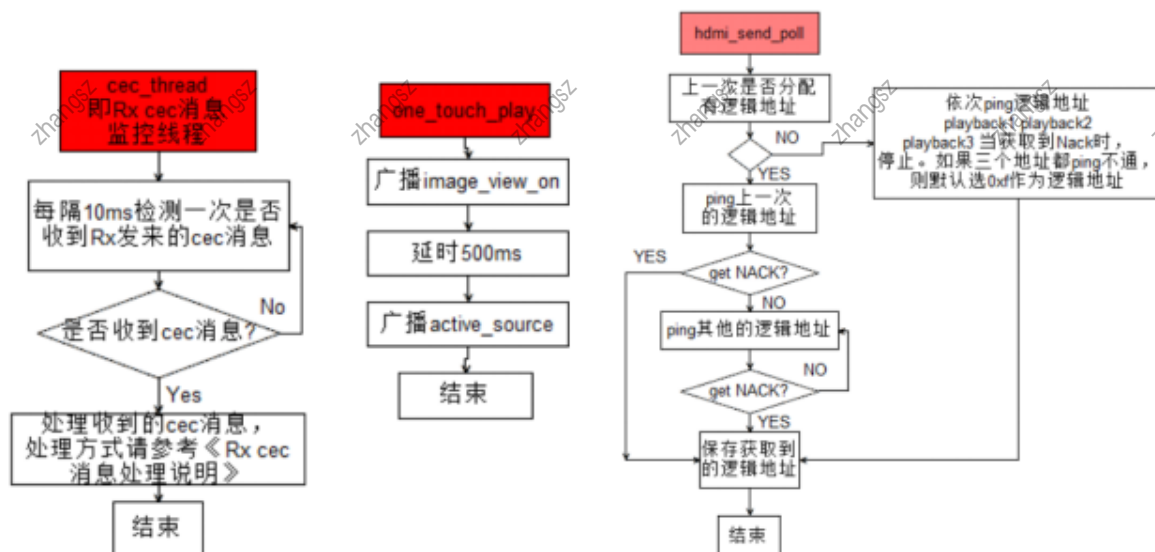 cec_thread
即Rx cec消息
监控线程
每隔10ms检测一次是否
收到Rx发来的cec消息
No
是否收到cec消息?
Yes
处理收到的cec消息,
处理方式请参考《Rx cec
消息处理说明》
结束
one_touch_play
广播image_view_on
延时500ms
广播active_source
结束
hdmi_send_poll
上一次是否分配
有逻辑地址
NO
YES
依次ping逻辑地址
playback1 playback2
playback3 当获取到Nack时,
停止。如果三个地址都ping不通,
则默认选0xf作为逻辑地址
ping上一次
的逻辑地址
YES
get NACK?
NO
ping其他的逻辑地址
NO
get NACK?
YES
保存获取到
的逻辑地址
结束
zhangsz
zhangsz
zhangsz
zhangsz
zhangsz
zhangsz
zhangsz